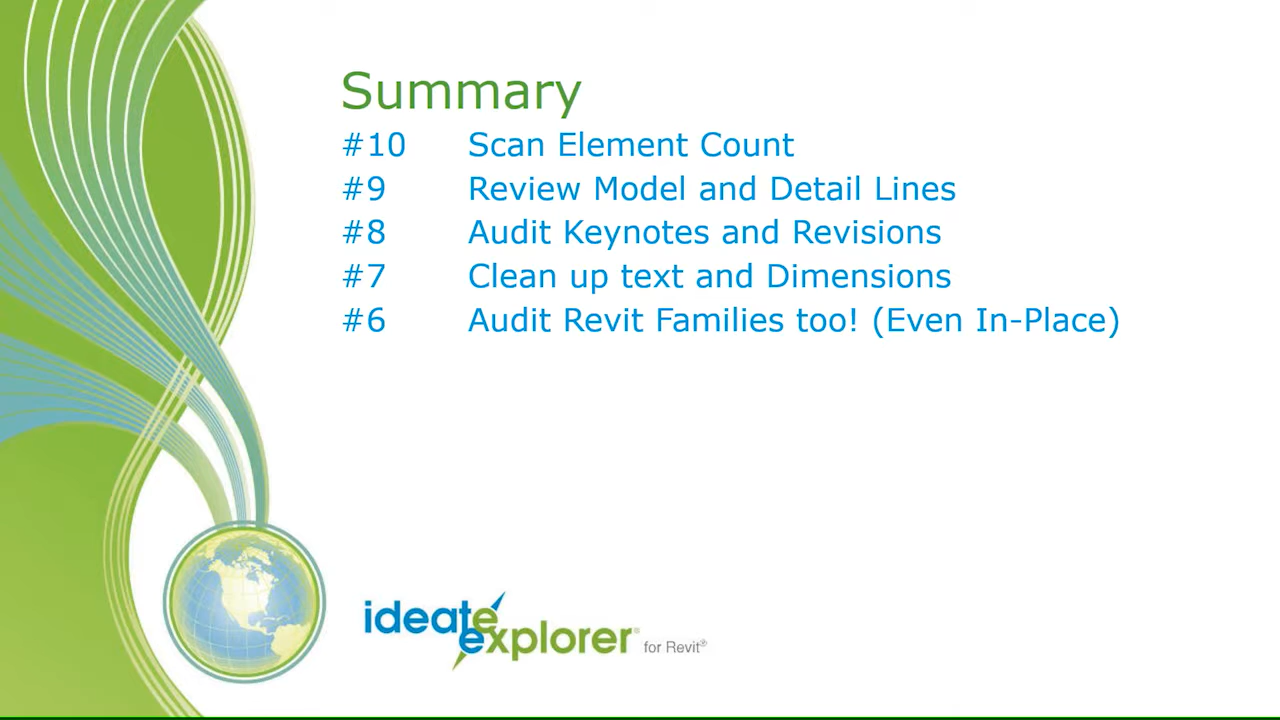 Summary
#10 Scan Element Count
#9 Review Model and Detail Lines
#8 Audit Keynotes and Revisions
#7 Clean up text and Dimensions
#6 Audit Revit Families too! (Even In-Place)
ideate
explorer® for Revit®